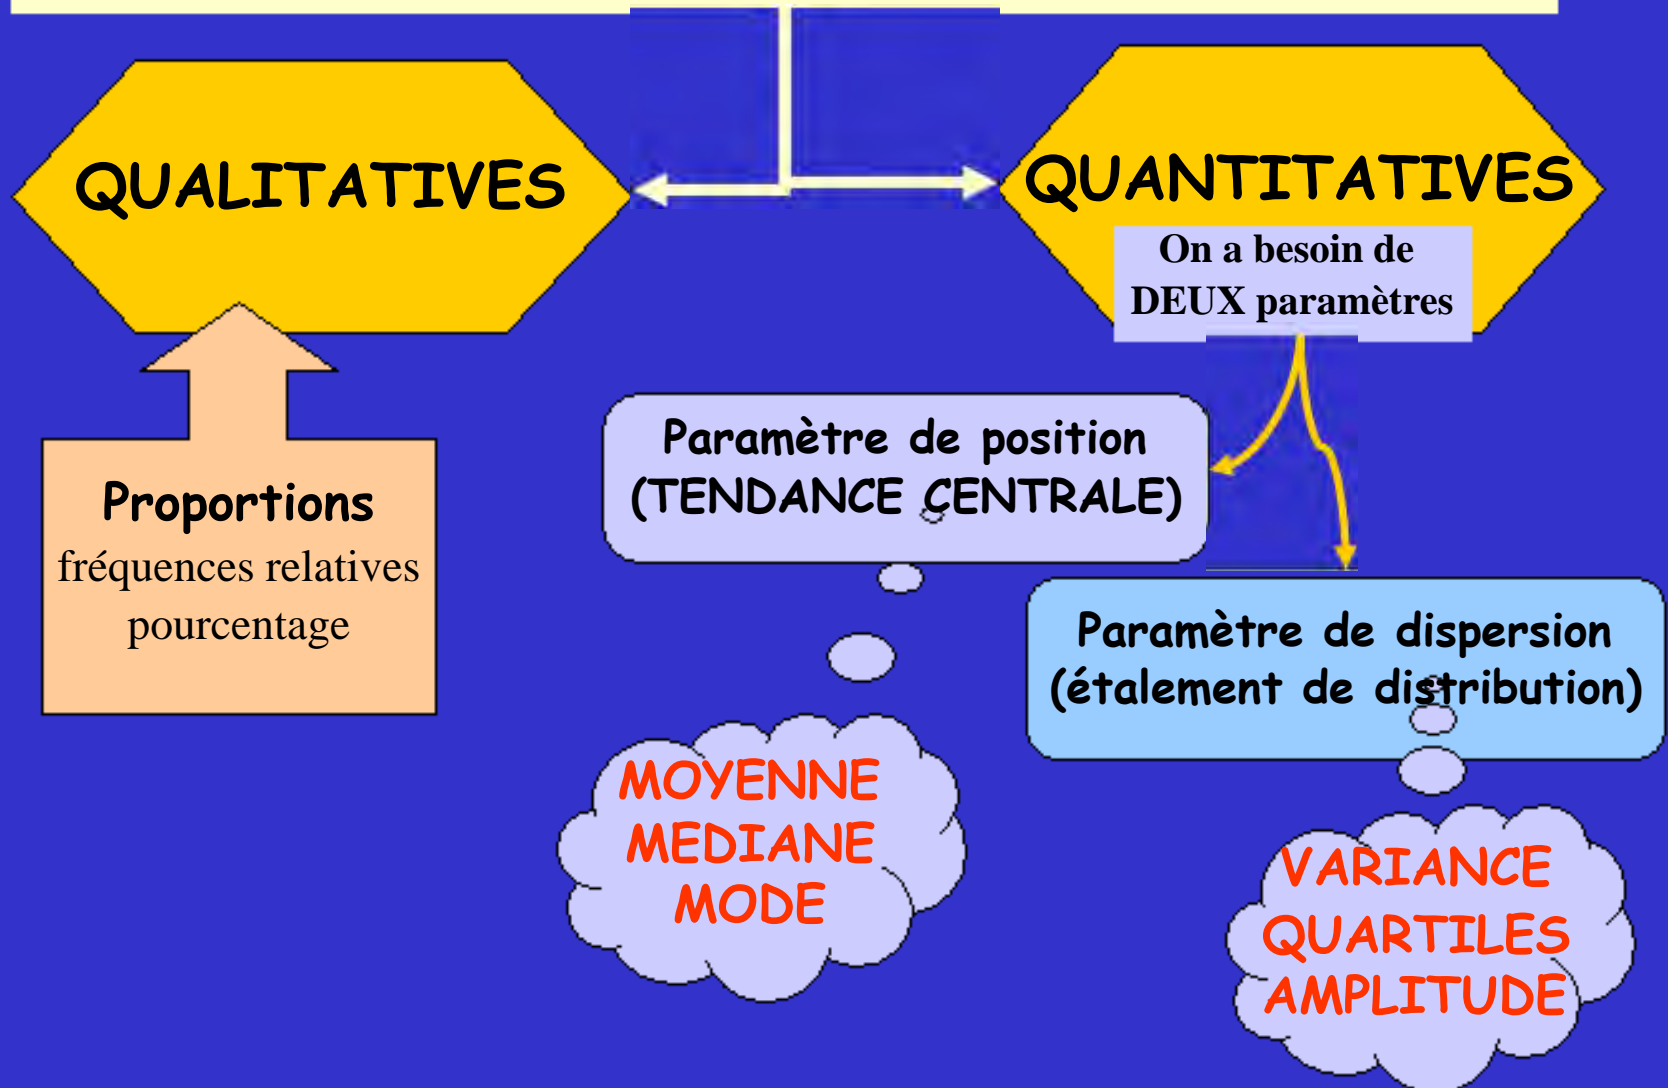 QUALITATIVES
QUANTITATIVES
On a besoin de
DEUX paramètres
Proportions
fréquences relatives
pourcentage
Paramètre de position
(TENDANCE CENTRALE)
Paramètre de dispersion
(étalement de distribution)
MOYENNE
MEDIANE
MODE
VARIANCE
QUARTILES
AMPLITUDE